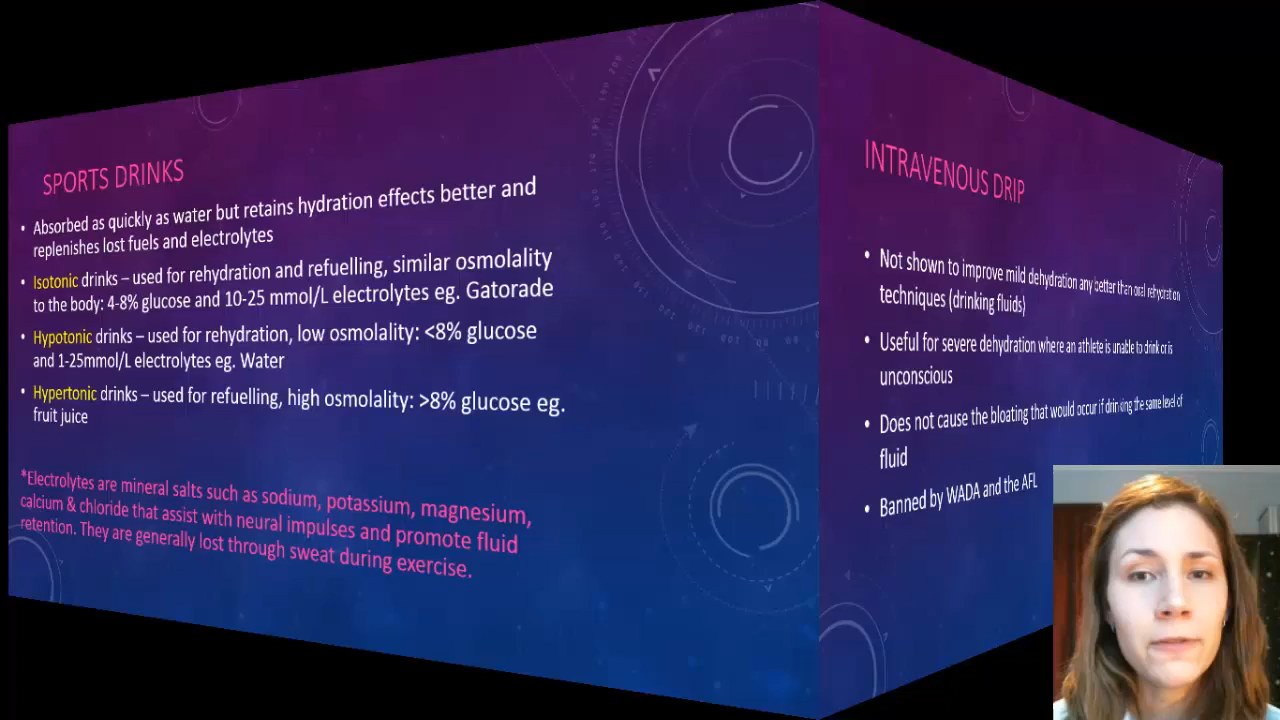 SPORTS DRINKS
• Absorbed as quickly as water but retains hydration effects better and
replenishes lost fuels and electrolytes
• Isotonic drinks – used for rehydration and refuelling, similar osmolality
to the body: 4-8% glucose and 10-25 mmol/L electrolytes eg. Gatorade
• Hypotonic drinks – used for rehydration, low osmolality: <8% glucose
and 1-25mmol/L electrolytes eg. Water
• Hypertonic drinks – used for refuelling, high osmolality: >8% glucose eg.
fruit juice
*Electrolytes are mineral salts such as sodium, potassium, magnesium,
calcium & chloride that assist with neural impulses and promote fluid
retention. They are generally lost through sweat during exercise.
INTRAVENOUS DRIP
• Not shown to improve mild dehydration any better than oral rehydration
techniques (drinking fluids)
• Useful for severe dehydration where an athlete is unable to drink or is
unconscious
• Does not cause the bloating that would occur if drinking the same level of
fluid
• Banned by WADA and the AFL